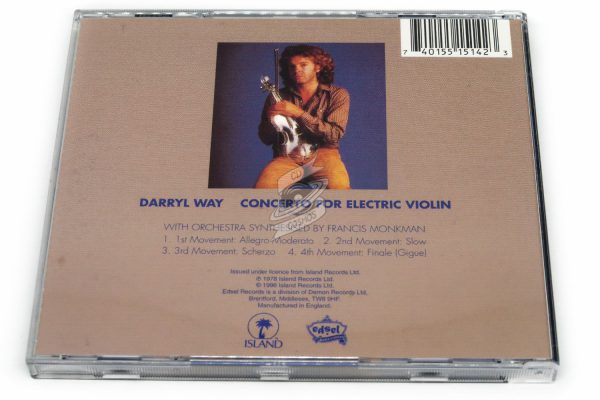 7 40155 15142 3
DARRYL WAY CONCERTO FOR ELECTRIC VIOLIN
WITH ORCHESTRA SYNTHESIZED BY FRANCIS MONKMAN
1. 1st Movement: Allegro Moderato 2. 2nd Movement: Slow
3. 3rd Movement: Scherzo 4. 4th Movement: Finale (Gigue)
Issued under licence from Island Records Ltd.
℗ 1978 Island Records Ltd.
© 1996 Island Records Ltd.
Edsel Records is a division of Demon Records Ltd,
Brentford, Middlesex, TW8 9HF.
Manufactured in England.
ISLAND
edsel
CD
COSMOS